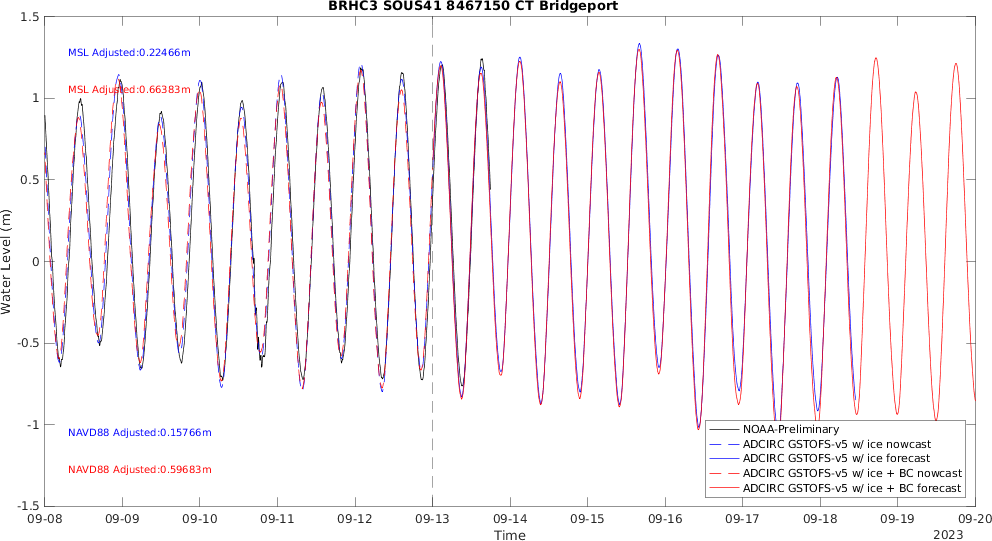 BRHC3 SOUS41 8467150 CT Bridgeport
1.5
MSL Adjusted:0.22466m
MSL Adjusted:0.66383m
1
0.5
Water Level (m)
0
-0.5
-1
NAVD88 Adjusted:0.15766m
NAVD88 Adjusted:0.59683m
NOAA-Preliminary
ADCIRC GSTOFS-v5 w/ ice nowcast
ADCIRC GSTOFS-v5 w/ ice forecast
ADCIRC GSTOFS-v5 w/ ice + BC nowcast
ADCIRC GSTOFS-v5 w/ ice + BC forecast
-1.5
09-08 09-09 09-10 09-11 09-12 09-13 09-14 09-15 09-16 09-17 09-18 09-19 09-20
Time
2023